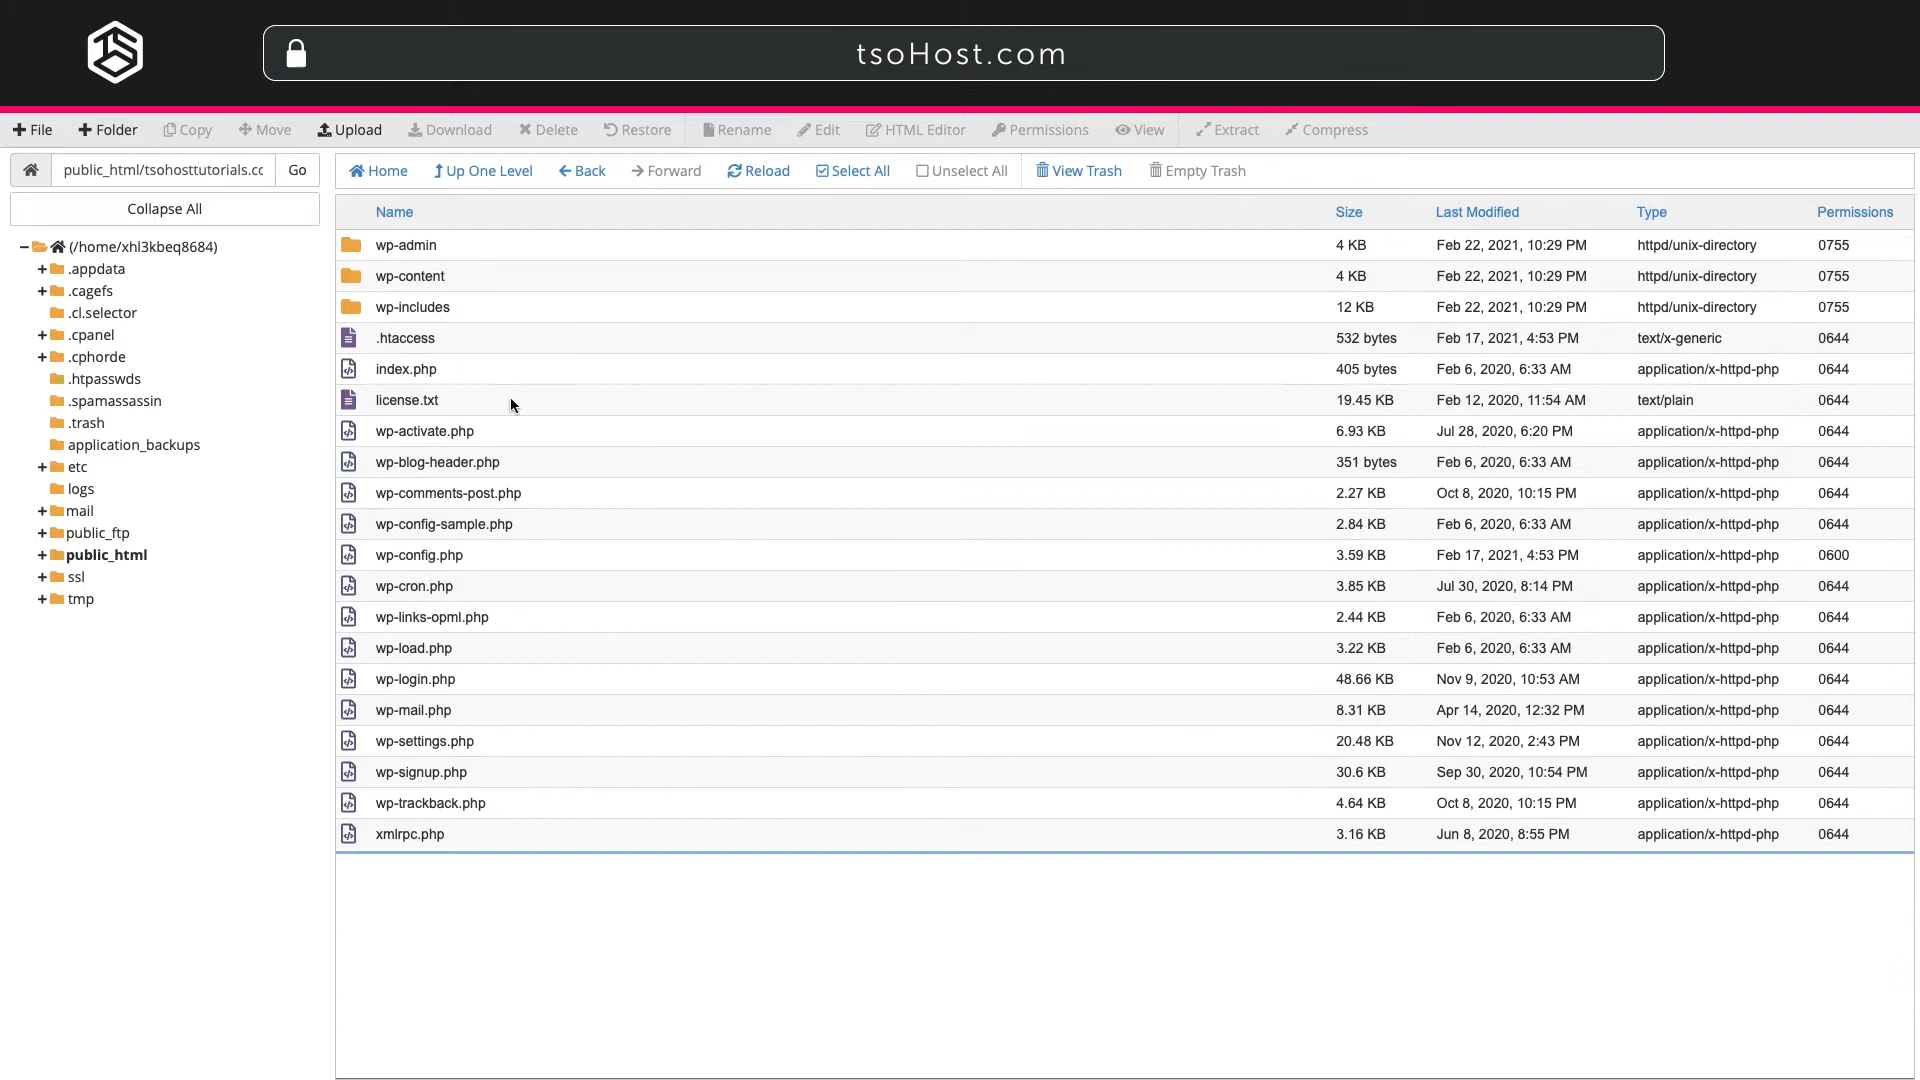 tsoHost.com
File Folder Copy Move Upload Download Delete Restore Rename Edit HTML Editor Permissions View Extract Compress
public_html/tsohosttutorials.cc Go
Home Up One Level Back Forward Reload Select All Unselect All View Trash Empty Trash
Collapse All
(/home/xhl3kbeq8684)
.appdata
.cagefs
.cl.selector
.cpanel
.cphorde
.htpasswds
.spamassassin
.trash
application_backups
etc
logs
mail
public_ftp
public_html
ssl
tmp
Name Size Last Modified Type Permissions
wp-admin 4 KB Feb 22, 2021, 10:29 PM httpd/unix-directory 0755
wp-content 4 KB Feb 22, 2021, 10:29 PM httpd/unix-directory 0755
wp-includes 12 KB Feb 22, 2021, 10:29 PM httpd/unix-directory 0755
.htaccess 532 bytes Feb 17, 2021, 4:53 PM text/x-generic 0644
index.php 405 bytes Feb 6, 2020, 6:33 AM application/x-httpd-php 0644
license.txt 19.45 KB Feb 12, 2020, 11:54 AM text/plain 0644
wp-activate.php 6.93 KB Jul 28, 2020, 6:20 PM application/x-httpd-php 0644
wp-blog-header.php 351 bytes Feb 6, 2020, 6:33 AM application/x-httpd-php 0644
wp-comments-post.php 2.27 KB Oct 8, 2020, 10:15 PM application/x-httpd-php 0644
wp-config-sample.php 2.84 KB Feb 6, 2020, 6:33 AM application/x-httpd-php 0644
wp-config.php 3.59 KB Feb 17, 2021, 4:53 PM application/x-httpd-php 0600
wp-cron.php 3.85 KB Jul 30, 2020, 8:14 PM application/x-httpd-php 0644
wp-links-opml.php 2.44 KB Feb 6, 2020, 6:33 AM application/x-httpd-php 0644
wp-load.php 3.22 KB Feb 6, 2020, 6:33 AM application/x-httpd-php 0644
wp-login.php 48.66 KB Nov 9, 2020, 10:53 AM application/x-httpd-php 0644
wp-mail.php 8.31 KB Apr 14, 2020, 12:32 PM application/x-httpd-php 0644
wp-settings.php 20.48 KB Nov 12, 2020, 2:43 PM application/x-httpd-php 0644
wp-signup.php 30.6 KB Sep 30, 2020, 10:54 PM application/x-httpd-php 0644
wp-trackback.php 4.64 KB Oct 8, 2020, 10:15 PM application/x-httpd-php 0644
xmlrpc.php 3.16 KB Jun 8, 2020, 8:55 PM application/x-httpd-php 0644